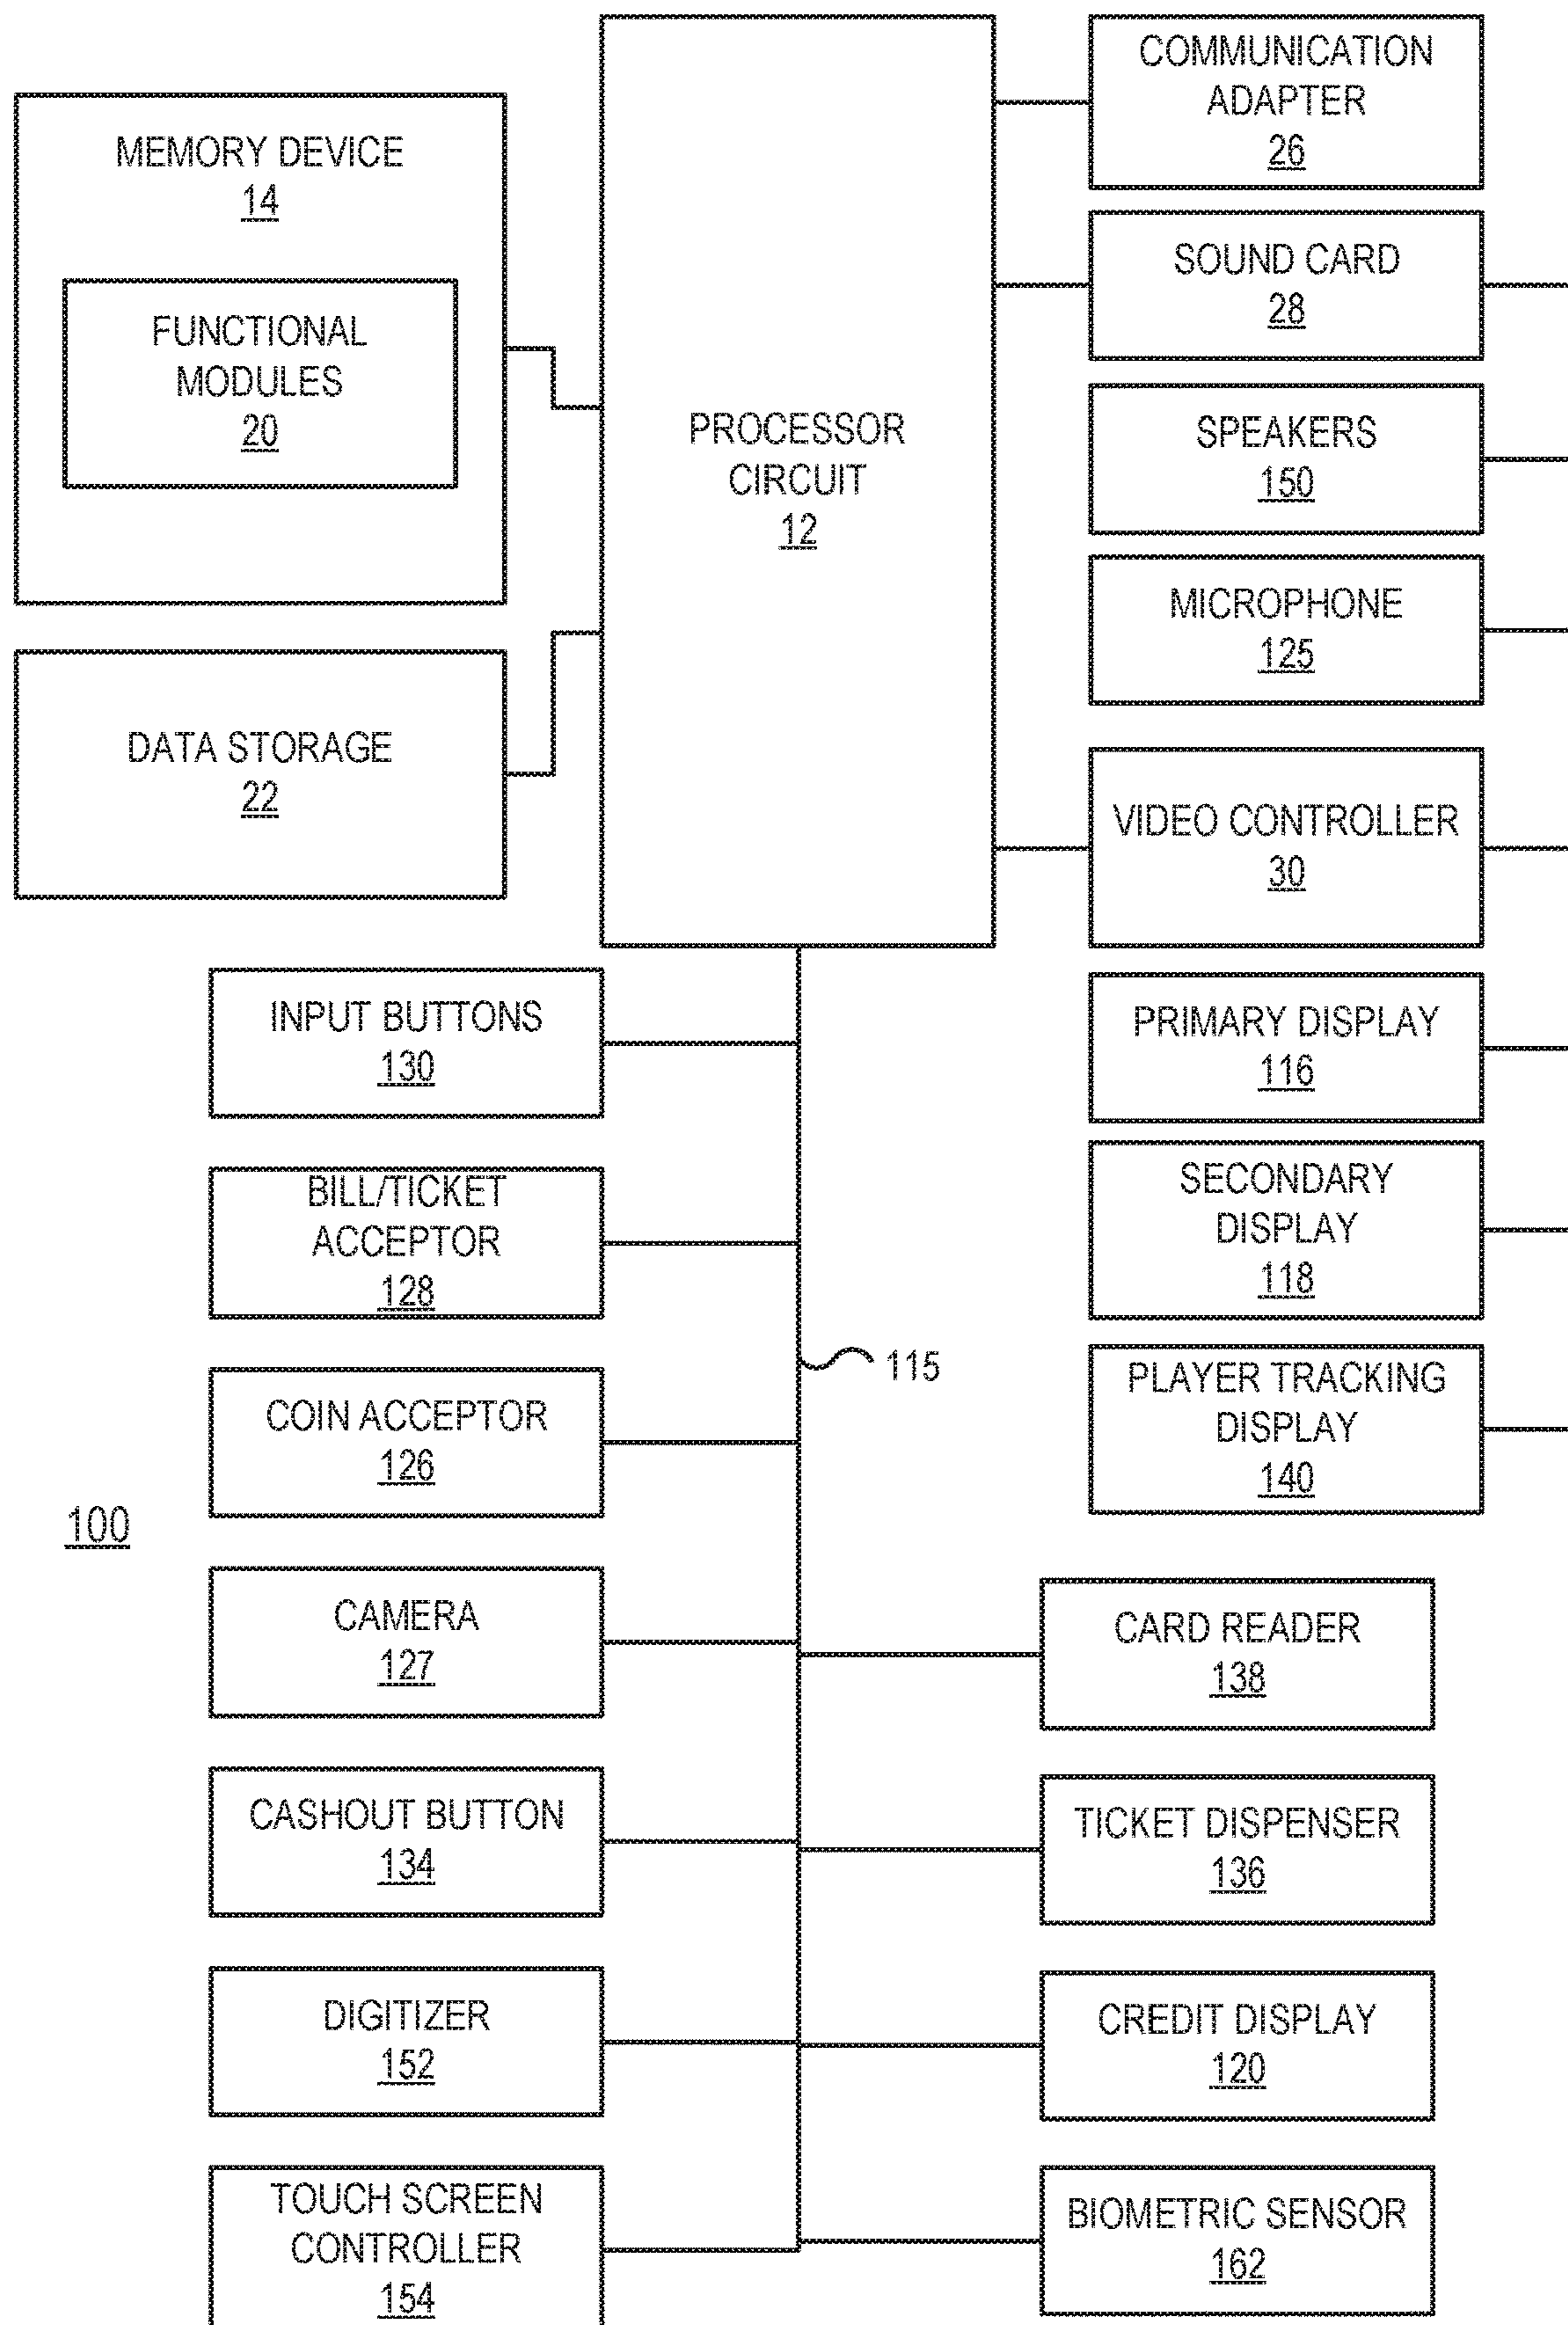 MEMORY DEVICE
14
FUNCTIONAL
MODULES
20
DATA STORAGE
22
PROCESSOR
CIRCUIT
12
COMMUNICATION
ADAPTER
26
SOUND CARD
28
SPEAKERS
150
MICROPHONE
125
VIDEO CONTROLLER
30
PRIMARY DISPLAY
116
SECONDARY
DISPLAY
118
PLAYER TRACKING
DISPLAY
140
INPUT BUTTONS
130
BILL/TICKET
ACCEPTOR
128
COIN ACCEPTOR
126
CAMERA
127
CASHOUT BUTTON
134
DIGITIZER
152
TOUCH SCREEN
CONTROLLER
154
115
100
CARD READER
138
TICKET DISPENSER
136
CREDIT DISPLAY
120
BIOMETRIC SENSOR
162